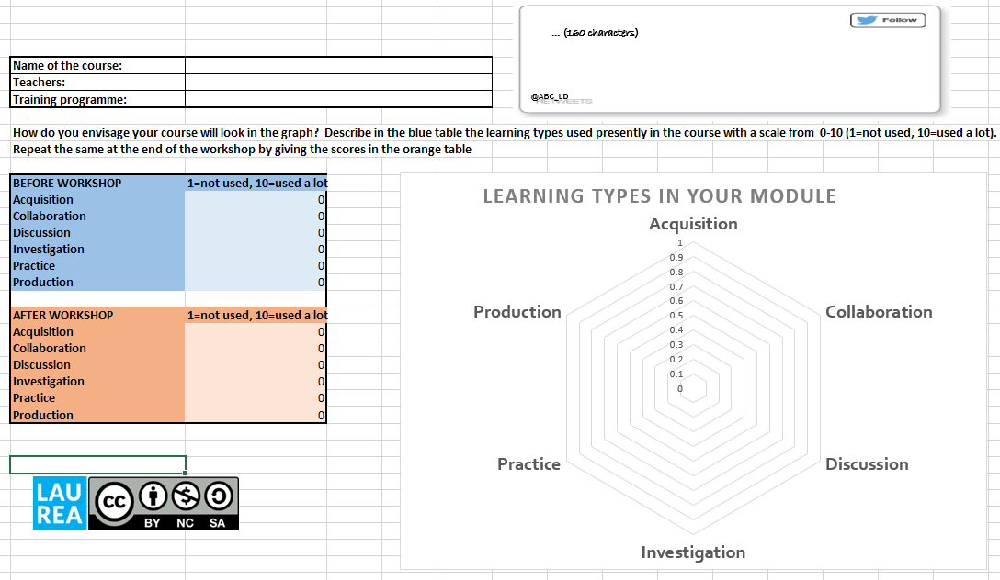 Follow
... (160 characters)
@ABC_LD
RETWEETS
Name of the course:
Teachers:
Training programme:
How do you envisage your course will look in the graph?  Describe in the blue table the learning types used presently in the course with a scale from  0-10 (1=not used, 10=used a lot).
Repeat the same at the end of the workshop by giving the scores in the orange table
BEFORE WORKSHOP 1=not used, 10=used a lot
Acquisition 0
Collaboration 0
Discussion 0
Investigation 0
Practice 0
Production 0
AFTER WORKSHOP 1=not used, 10=used a lot
Acquisition 0
Collaboration 0
Discussion 0
Investigation 0
Practice 0
Production 0
LEARNING TYPES IN YOUR MODULE
Acquisition
1
0.9
0.8
0.7
0.6
0.5
0.4
0.3
0.2
0.1
0
Production
Collaboration
Practice
Discussion
Investigation
LAU
REA
CC
BY NC SA